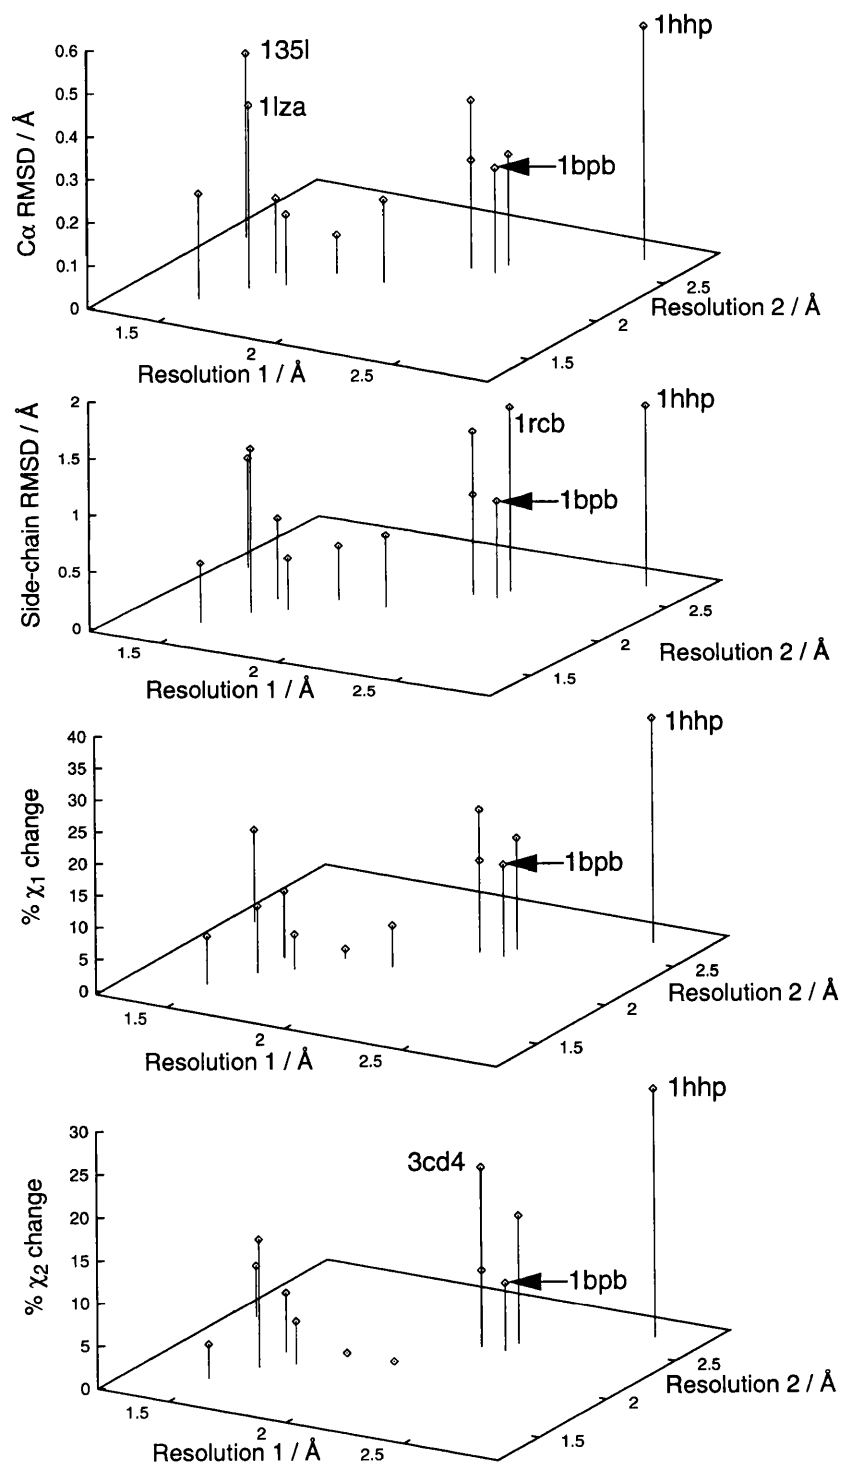 0.6
0.5
0.4
0.3
0.2
0.1
0
Cα RMSD / Å
135l
1lza
1hhp
1bpb
1.5
2
2.5
Resolution 1 / Å
1.5
2
2.5
Resolution 2 / Å
2
1.5
1
0.5
0
Side-chain RMSD / Å
1rcb
1hhp
1bpb
1.5
2
2.5
Resolution 1 / Å
1.5
2
2.5
Resolution 2 / Å
40
35
30
25
20
15
10
5
0
% χ1 change
1hhp
1bpb
1.5
2
2.5
Resolution 1 / Å
1.5
2
2.5
Resolution 2 / Å
30
25
20
15
10
5
0
% χ2 change
3cd4
1hhp
1bpb
1.5
2
2.5
Resolution 1 / Å
1.5
2
2.5
Resolution 2 / Å